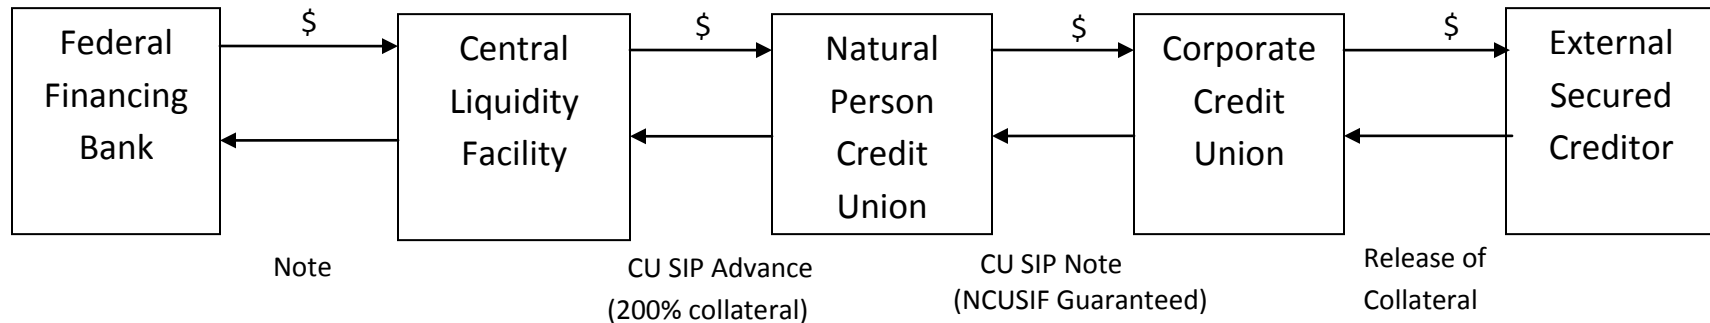 $
$
$
$
Federal
Financing
Bank
Central
Liquidity
Facility
Natural
Person
Credit
Union
Corporate
Credit
Union
External
Secured
Creditor
Note
CU SIP Advance
(200% collateral)
CU SIP Note
(NCUSIF Guaranteed)
Release of
Collateral